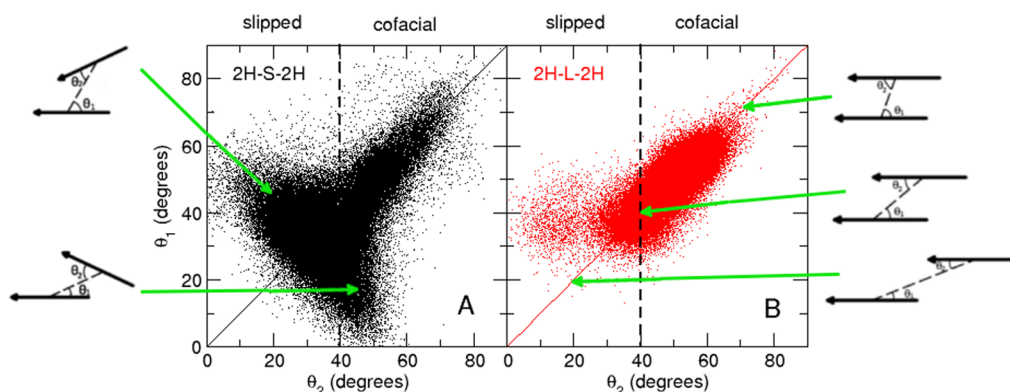 slipped cofacial slipped cofacial
2H-S-2H
2H-L-2H
θ₂
θ₁
θ₂
θ₁
θ₂
θ₁
θ₂
θ₁
θ₁
80
60
40
20
0
θ₁ (degrees)
A
B
0 20 40 60 80 0 20 40 60 80
θ₂ (degrees) θ₂ (degrees)